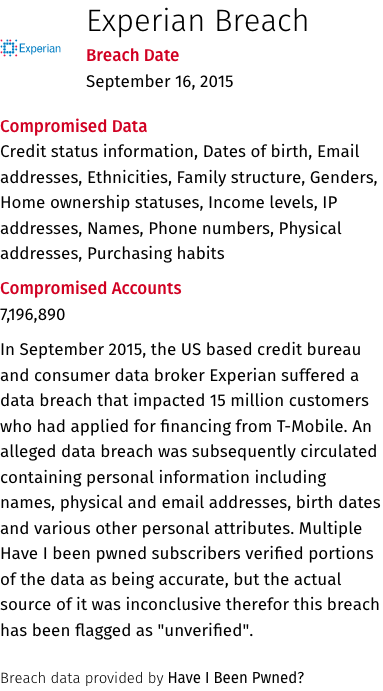 Experian Breach
Experian
Breach Date
September 16, 2015
Compromised Data
Credit status information, Dates of birth, Email
addresses, Ethnicities, Family structure, Genders,
Home ownership statuses, Income levels, IP
addresses, Names, Phone numbers, Physical
addresses, Purchasing habits
Compromised Accounts
7,196,890
In September 2015, the US based credit bureau
and consumer data broker Experian suffered a
data breach that impacted 15 million customers
who had applied for financing from T-Mobile. An
alleged data breach was subsequently circulated
containing personal information including
names, physical and email addresses, birth dates
and various other personal attributes. Multiple
Have I been pwned subscribers verified portions
of the data as being accurate, but the actual
source of it was inconclusive therefor this breach
has been flagged as "unverified".
Breach data provided by Have I Been Pwned?